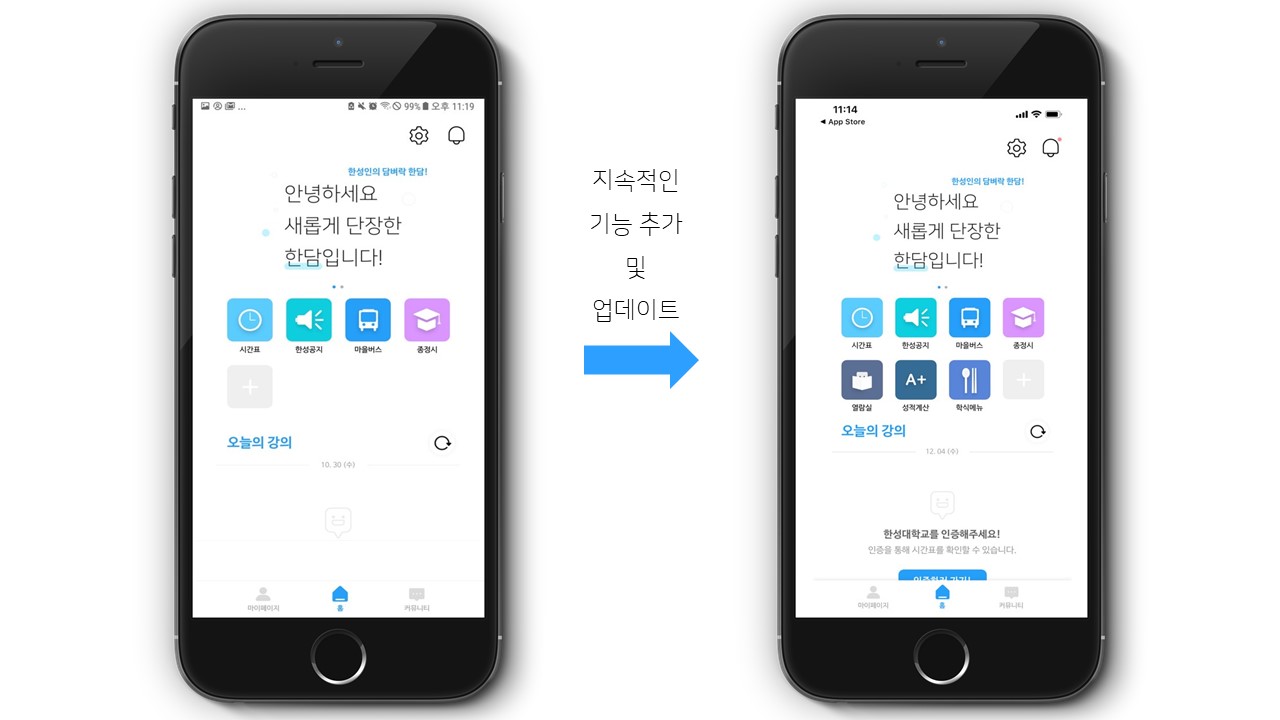 99% 오후 11:19
한성인의 담벼락 한담!
안녕하세요
새롭게 단장한
한담입니다!
시간표 한성공지 마을버스 종정시
오늘의 강의
10. 30 (수)
마이페이지 홈 커뮤니티
지속적인
기능 추가
및
업데이트
11:14
App Store
한성인의 담벼락 한담!
안녕하세요
새롭게 단장한
한담입니다!
시간표 한성공지 마을버스 종정시
A+
열람실 성적계산 학식메뉴
오늘의 강의
12. 04 (수)
한성대학교를 인증해주세요!
인증을 통해 시간표를 확인할 수 있습니다.
마이페이지 홈 커뮤니티